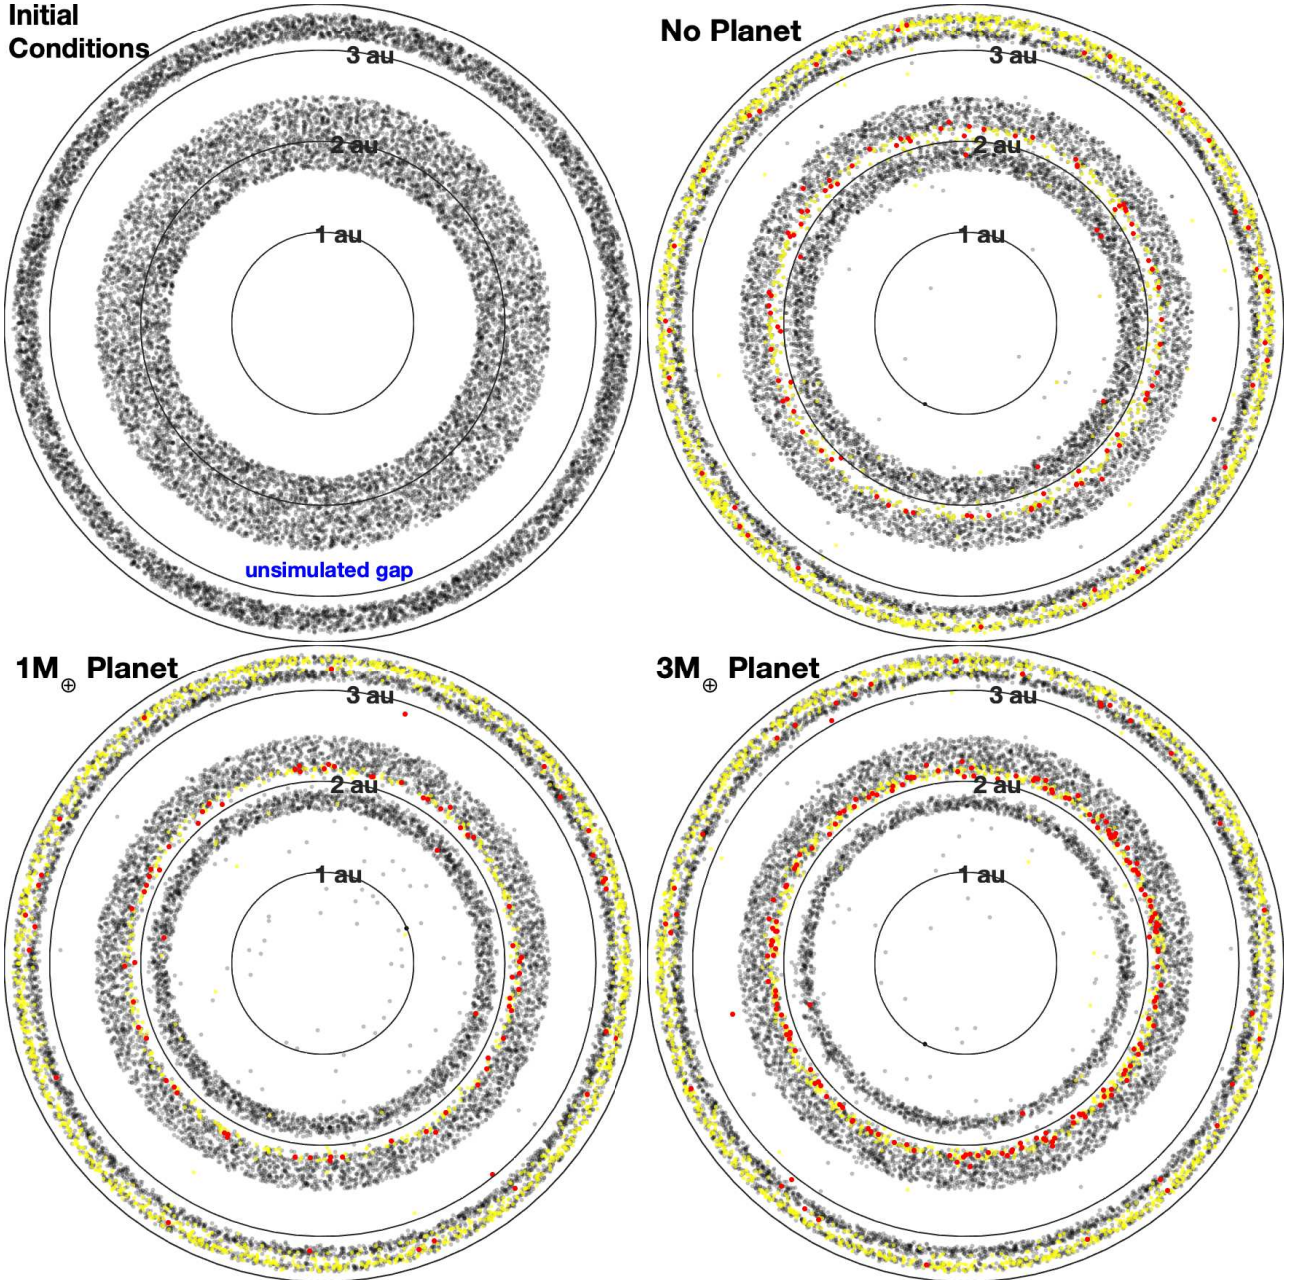 Initial
Conditions
3 au
2 au
1 au
unsimulated gap
No Planet
3 au
2 au
1 au
1M⊕ Planet
3 au
2 au
1 au
3M⊕ Planet
3 au
2 au
1 au